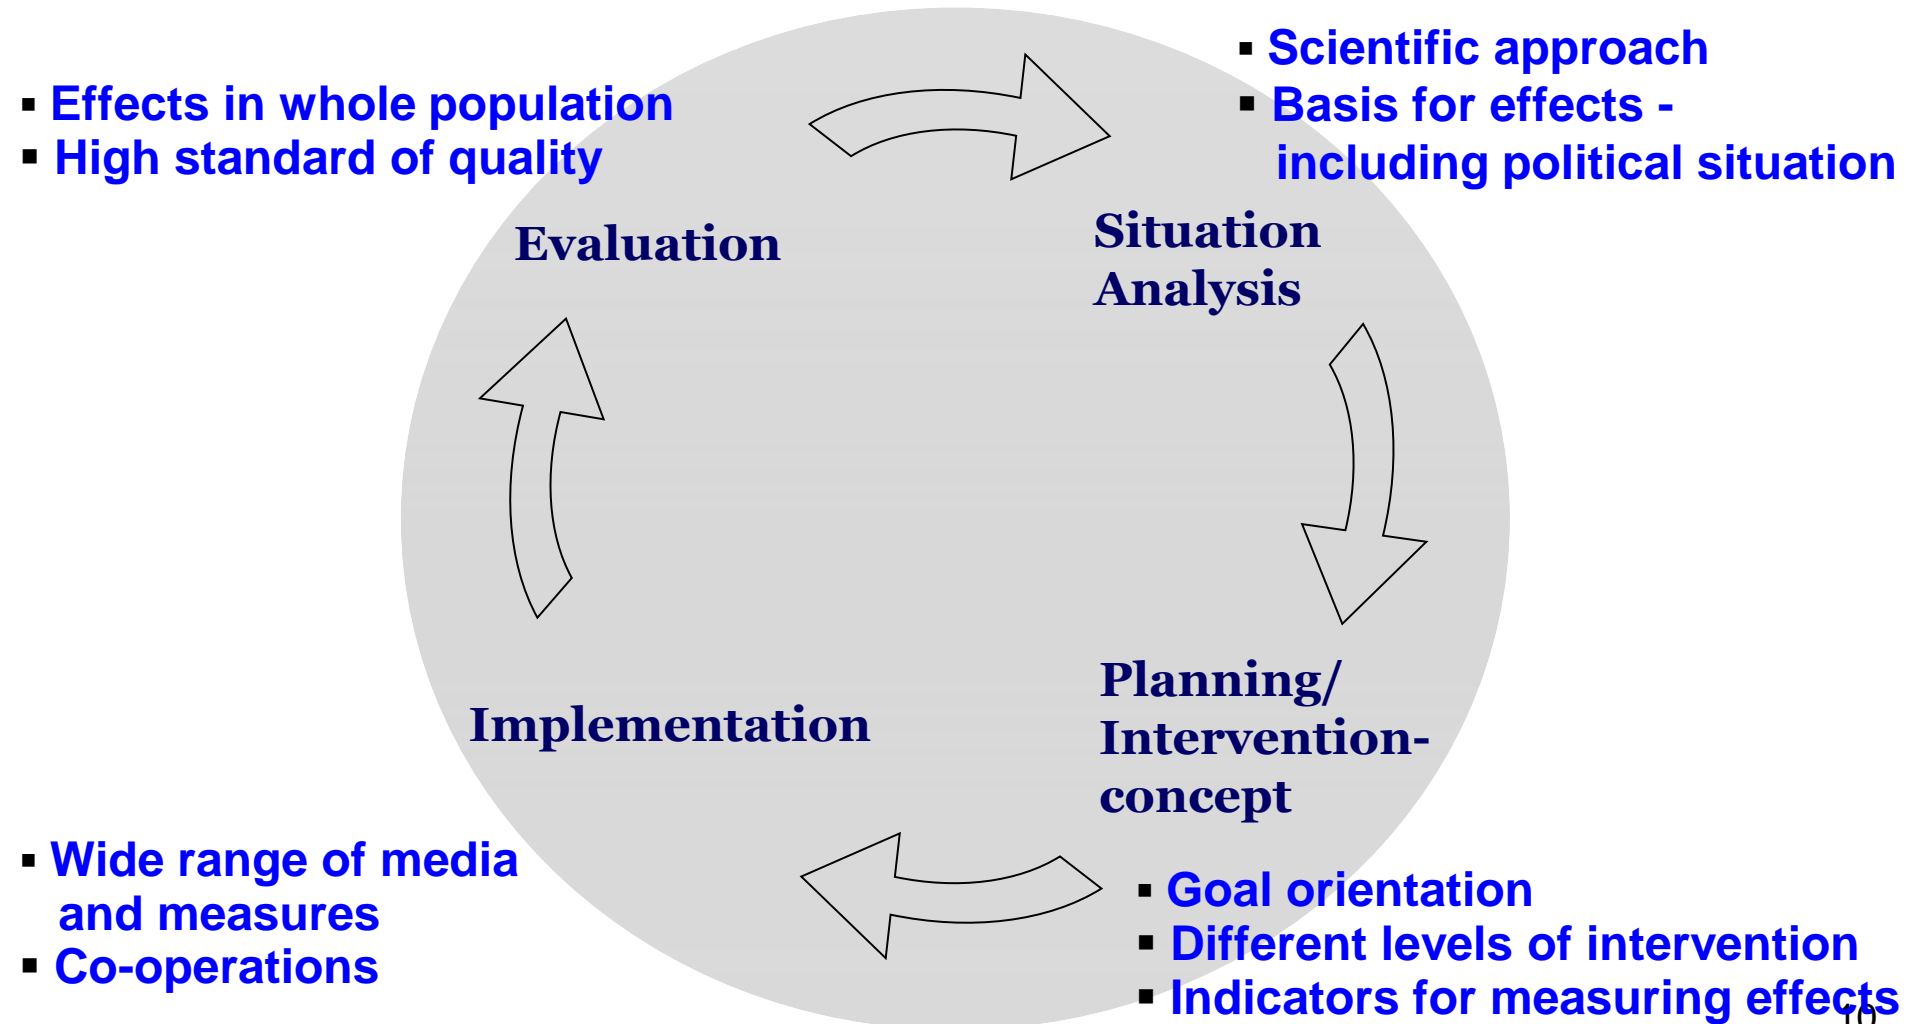 ▪ Effects in whole population
▪ High standard of quality
▪ Scientific approach
▪ Basis for effects -
including political situation
Evaluation
Situation
Analysis
Implementation
Planning/
Intervention-
concept
▪ Wide range of media
and measures
▪ Co-operations
▪ Goal orientation
▪ Different levels of intervention
▪ Indicators for measuring effects
10